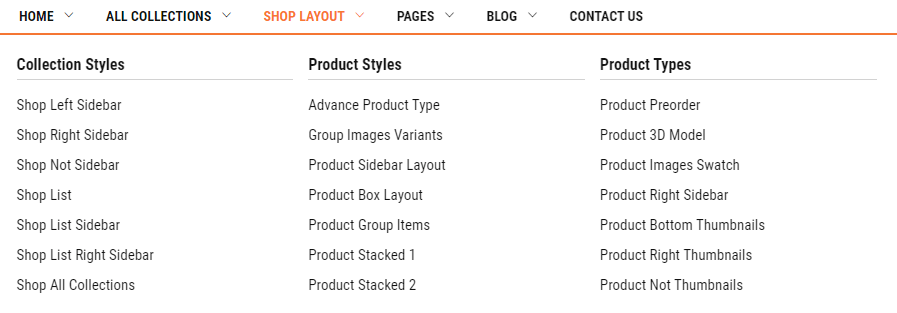 HOME ALL COLLECTIONS SHOP LAYOUT PAGES BLOG CONTACT US
Collection Styles
Shop Left Sidebar
Shop Right Sidebar
Shop Not Sidebar
Shop List
Shop List Sidebar
Shop List Right Sidebar
Shop All Collections
Product Styles
Advance Product Type
Group Images Variants
Product Sidebar Layout
Product Box Layout
Product Group Items
Product Stacked 1
Product Stacked 2
Product Types
Product Preorder
Product 3D Model
Product Images Swatch
Product Right Sidebar
Product Bottom Thumbnails
Product Right Thumbnails
Product Not Thumbnails